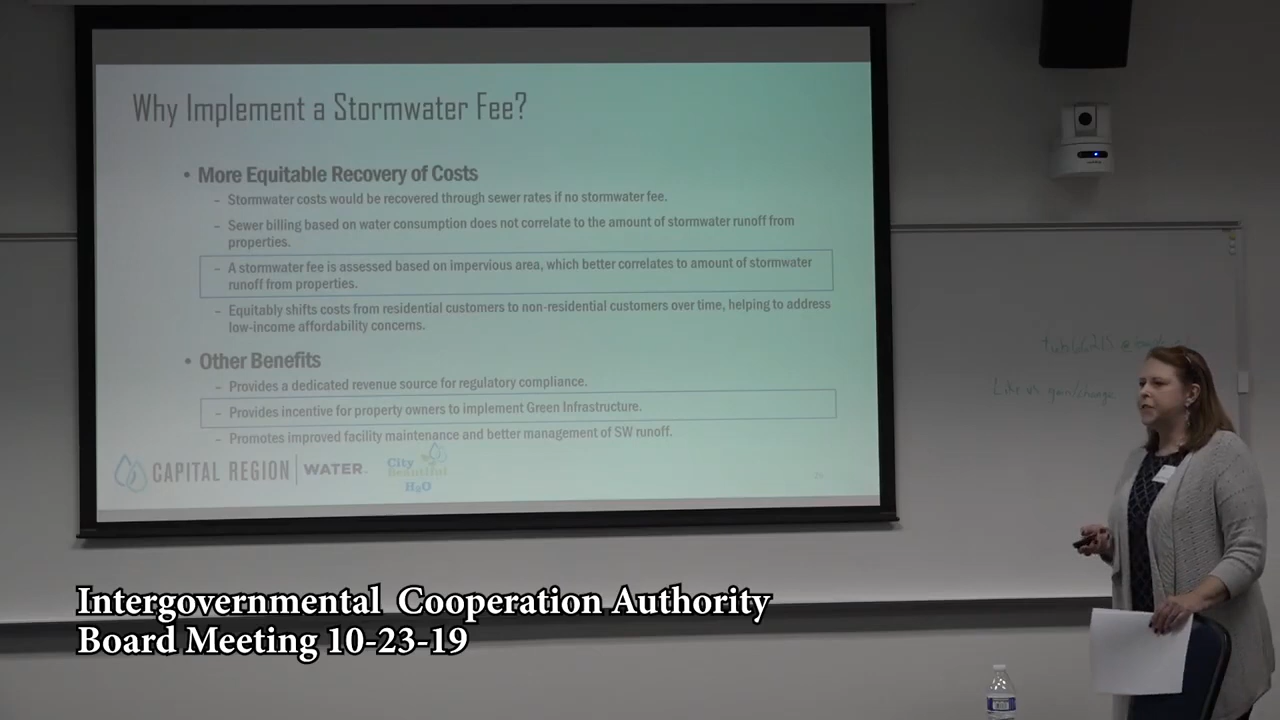 Why Implement a Stormwater Fee?
• More Equitable Recovery of Costs
– Stormwater costs would be recovered through sewer rates if no stormwater fee.
– Sewer billing based on water consumption does not correlate to the amount of stormwater runoff from
properties.
– A stormwater fee is assessed based on impervious area, which better correlates to amount of stormwater
runoff from properties.
– Equitably shifts costs from residential customers to non-residential customers over time, helping to address
low-income affordability concerns.
• Other Benefits
– Provides a dedicated revenue source for regulatory compliance.
– Provides incentive for property owners to implement Green Infrastructure.
– Promotes improved facility maintenance and better management of SW runoff.
CAPITAL REGION WATER
City
Beautiful
H2O
vs gain/change
Intergovernmental Cooperation Authority
Board Meeting 10-23-19